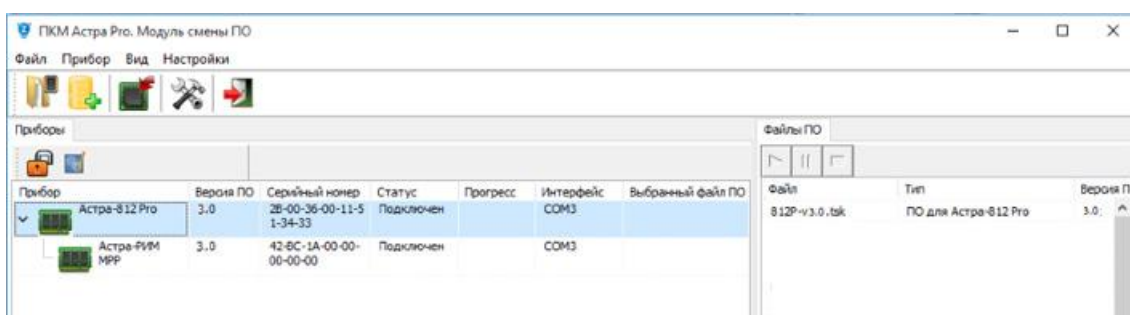 ПКМ Астра Pro. Модуль смены ПО
Файл Прибор Вид Настройки
Приборы
Файлы ПО
Прибор Версия ПО Серийный номер Статус Прогресс Интерфейс Выбранный файл ПО
Файл Тип Версия П
Астра-812 Pro 3.0 2B-00-36-00-11-5 Подключен COM3
1-34-33
812P-v3.0.tsk ПО для Астра-812 Pro 3.0;
Астра-РИМ 3.0 42-BC-1A-00-00- Подключен COM3
МРР 00-00-00